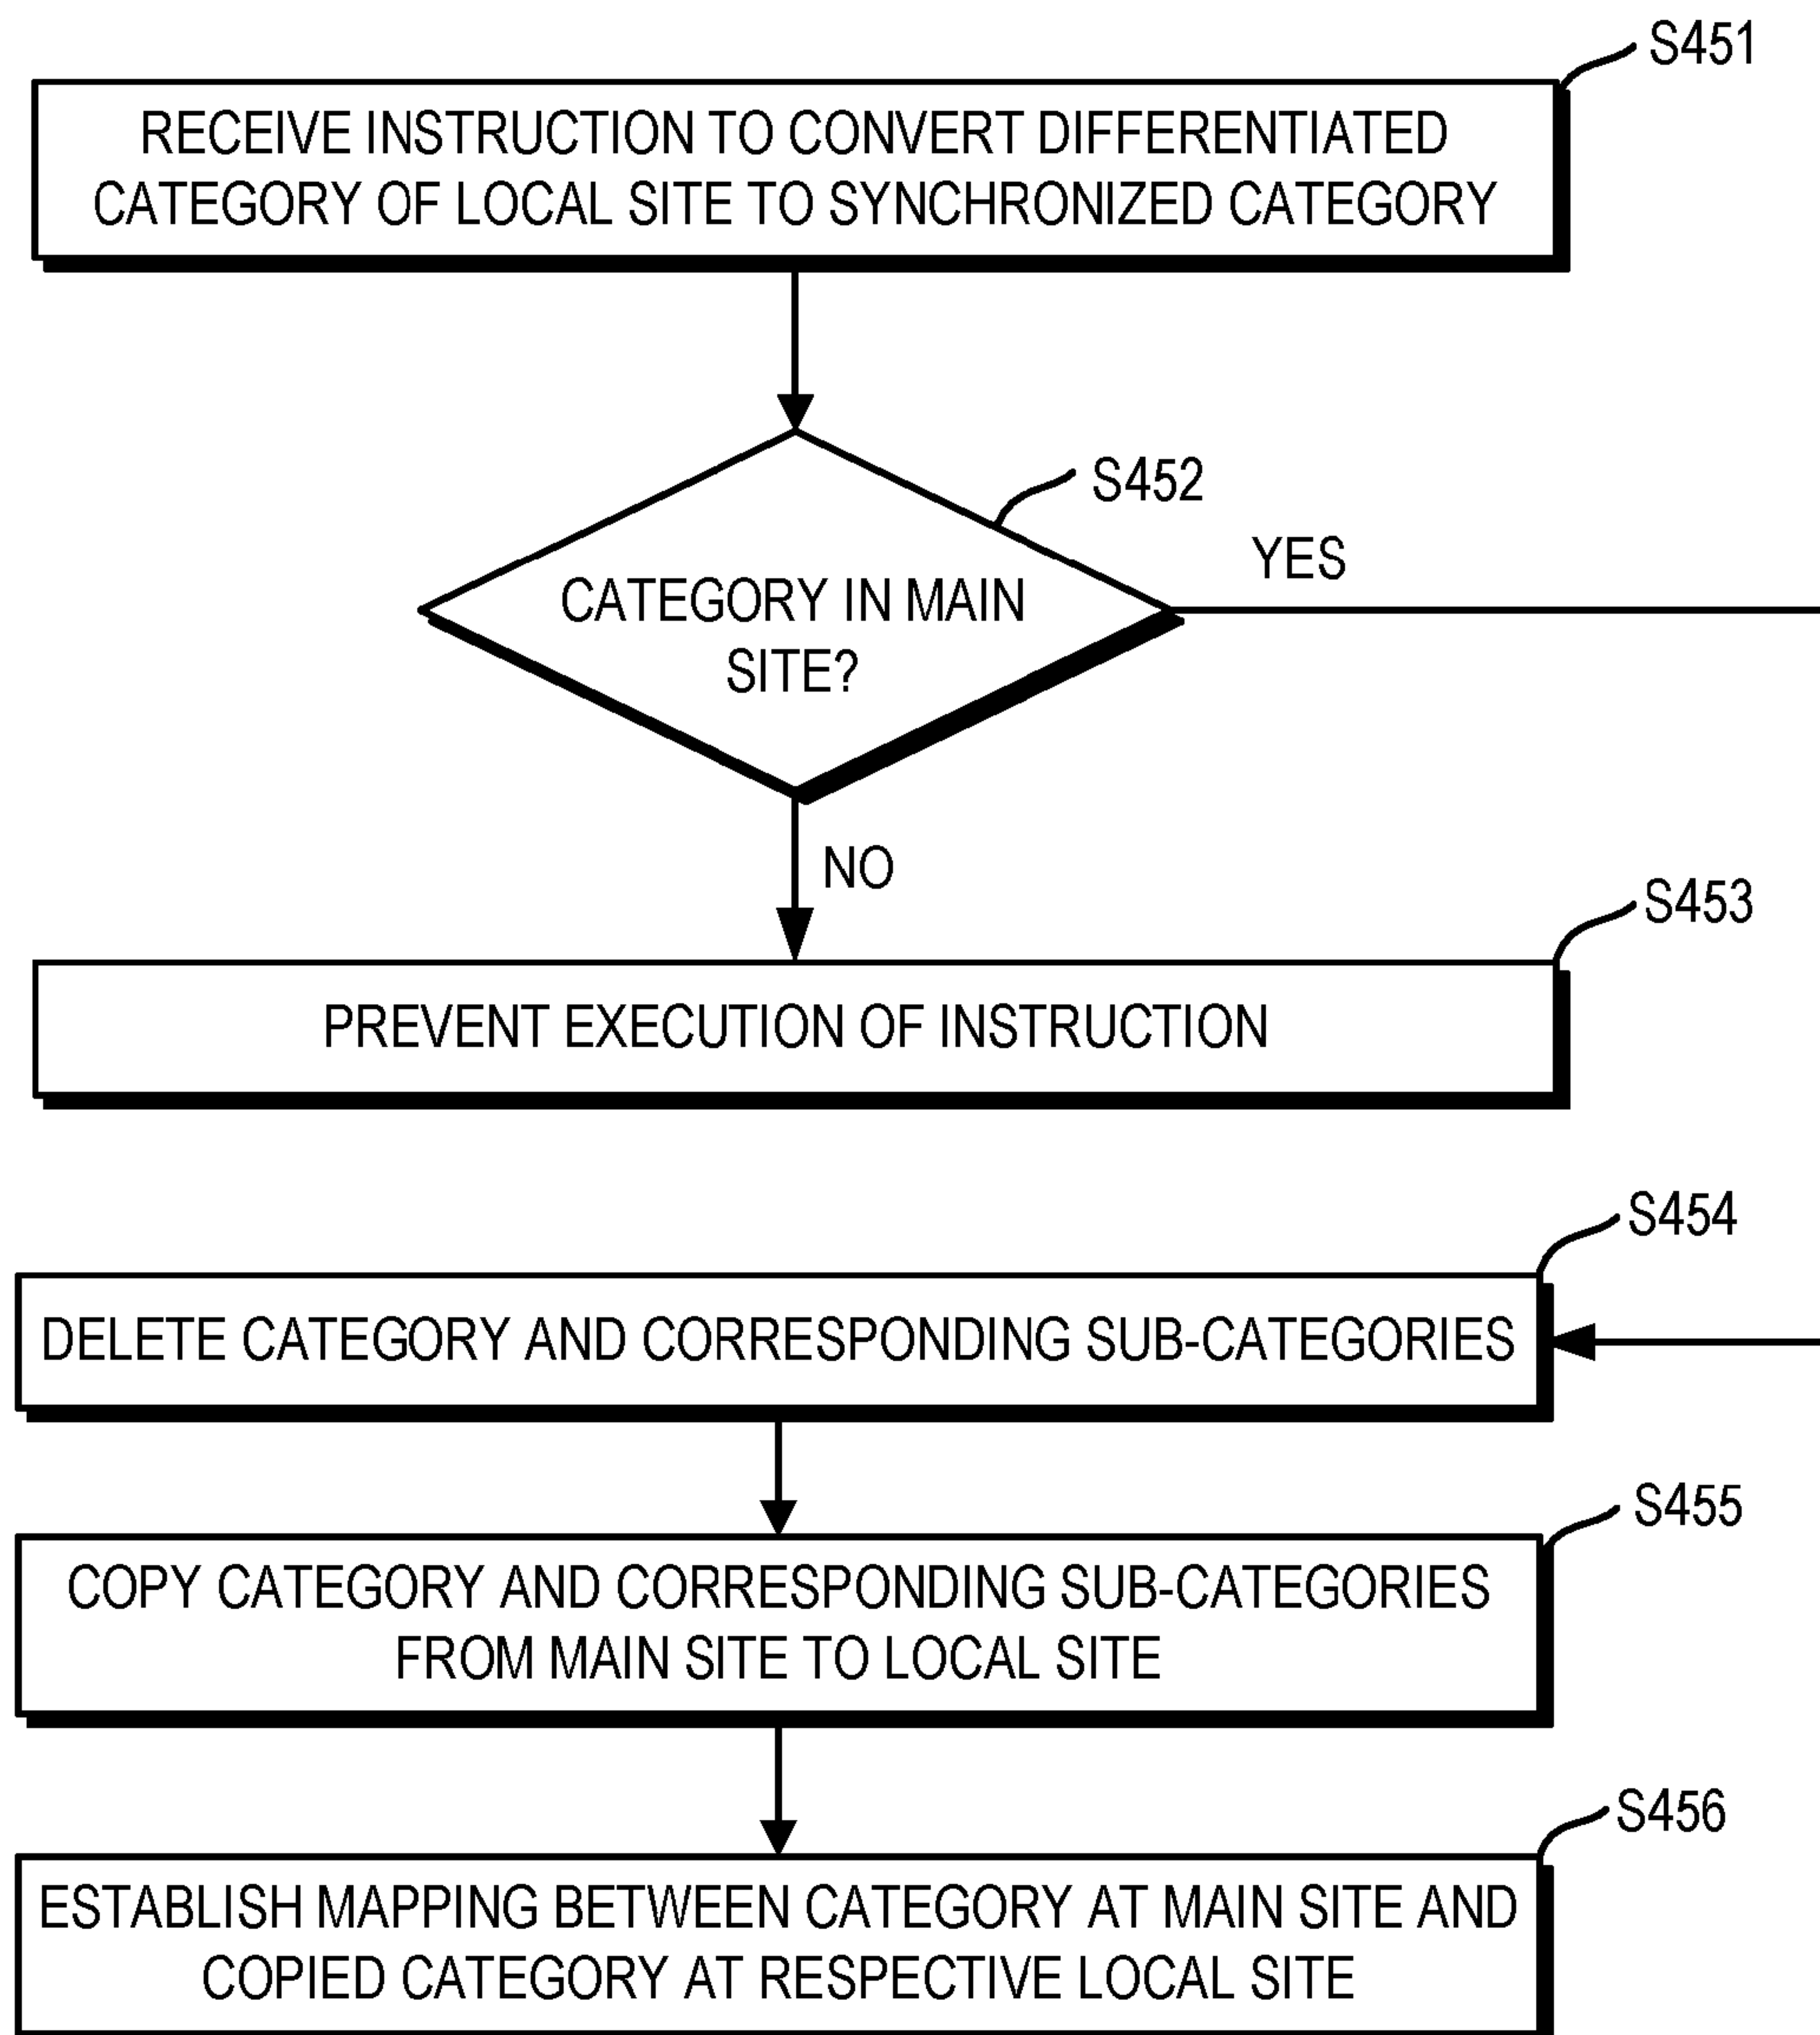 S451
RECEIVE INSTRUCTION TO CONVERT DIFFERENTIATED
CATEGORY OF LOCAL SITE TO SYNCHRONIZED CATEGORY
S452
YES
CATEGORY IN MAIN
SITE?
NO
S453
PREVENT EXECUTION OF INSTRUCTION
S454
DELETE CATEGORY AND CORRESPONDING SUB-CATEGORIES
S455
COPY CATEGORY AND CORRESPONDING SUB-CATEGORIES
FROM MAIN SITE TO LOCAL SITE
S456
ESTABLISH MAPPING BETWEEN CATEGORY AT MAIN SITE AND
COPIED CATEGORY AT RESPECTIVE LOCAL SITE